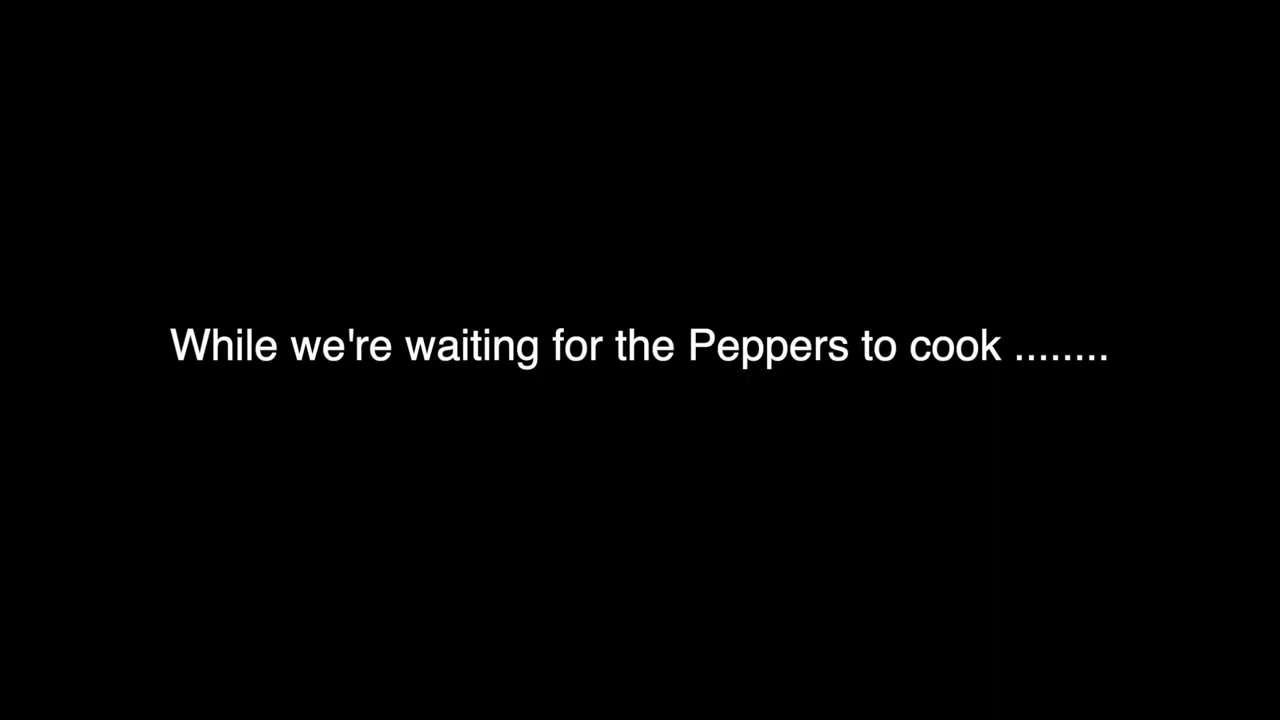 While we're waiting for the Peppers to cook ........